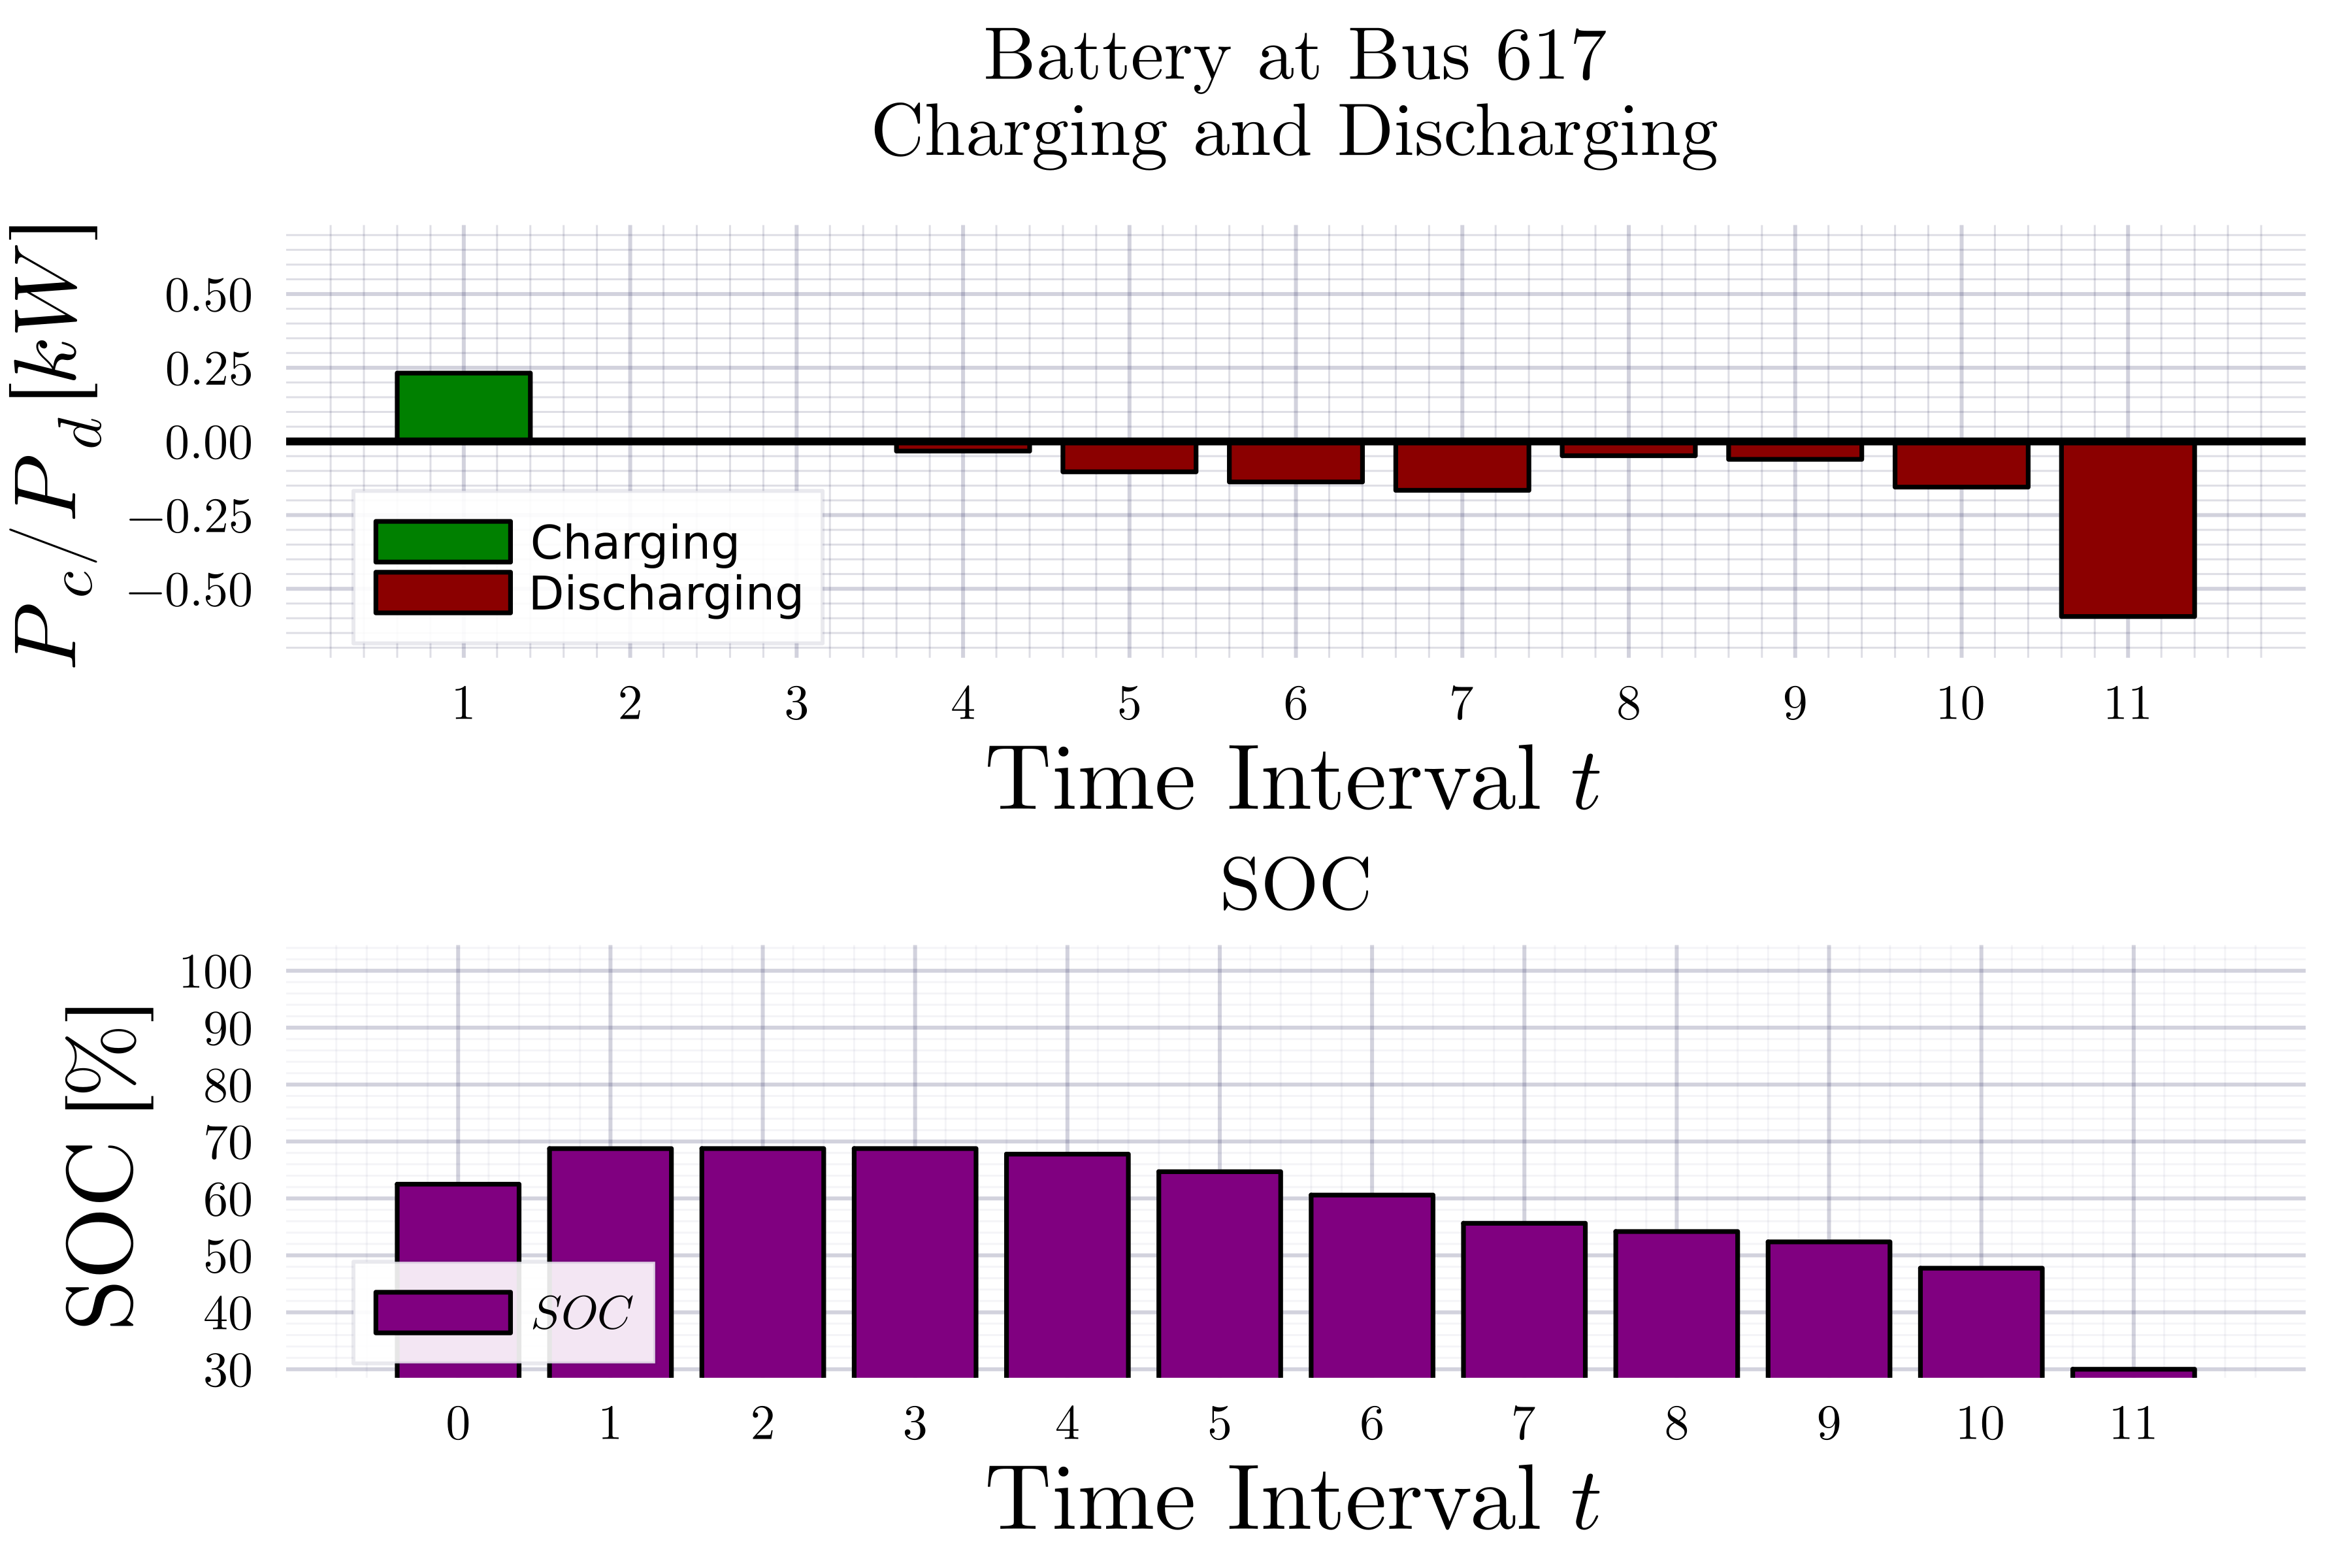 Battery at Bus 617
Charging and Discharging
P_c/P_d [kW]
0.50
0.25
0.00
−0.25
−0.50
Charging
Discharging
1 2 3 4 5 6 7 8 9 10 11
Time Interval t
SOC
SOC [%]
100
90
80
70
60
50
40
30
SOC
0 1 2 3 4 5 6 7 8 9 10 11
Time Interval t